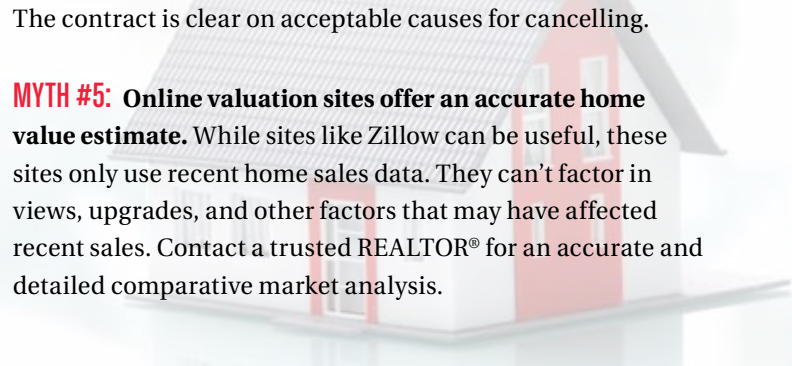 The contract is clear on acceptable causes for cancelling.
MYTH #5: Online valuation sites offer an accurate home
value estimate. While sites like Zillow can be useful, these
sites only use recent home sales data. They can’t factor in
views, upgrades, and other factors that may have affected
recent sales. Contact a trusted REALTOR® for an accurate and
detailed comparative market analysis.